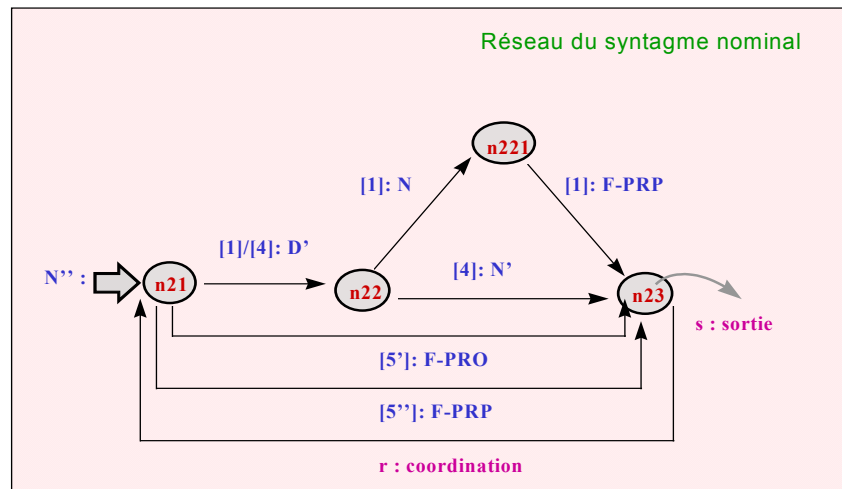 Réseau du syntagme nominal
n221
[1]: N
[1]: F-PRP
[1]/[4]: D’
[4]: N’
N’’ :
n21
n22
n23
s : sortie
[5’]: F-PRO
[5’’]: F-PRP
r : coordination